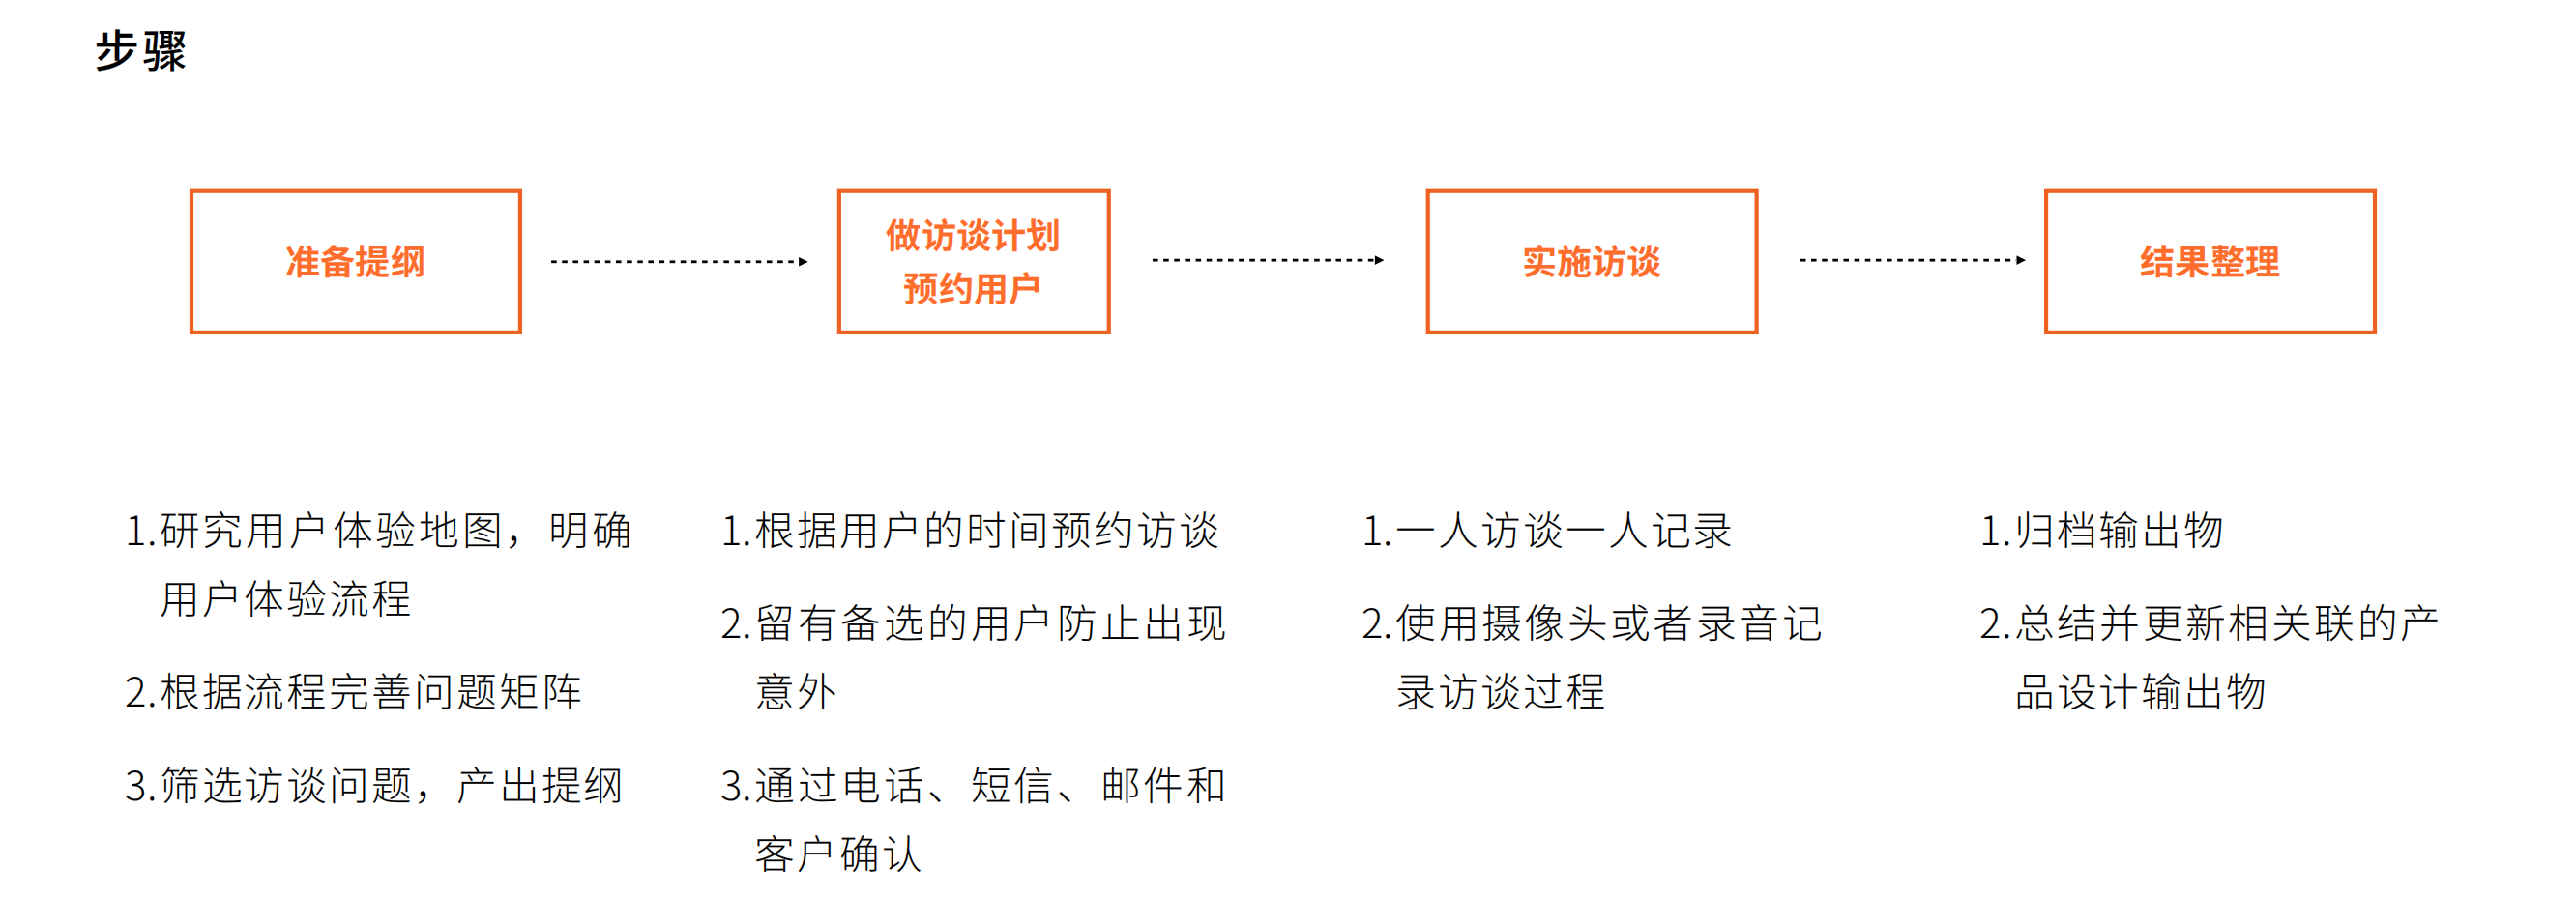 步骤
准备提纲
做访谈计划
预约用户
实施访谈
结果整理
1.研究用户体验地图，明确
用户体验流程
2.根据流程完善问题矩阵
3.筛选访谈问题，产出提纲
1.根据用户的时间预约访谈
2.留有备选的用户防止出现
意外
3.通过电话、短信、邮件和
客户确认
1.一人访谈一人记录
2.使用摄像头或者录音记
录访谈过程
1.归档输出物
2.总结并更新相关联的产
品设计输出物